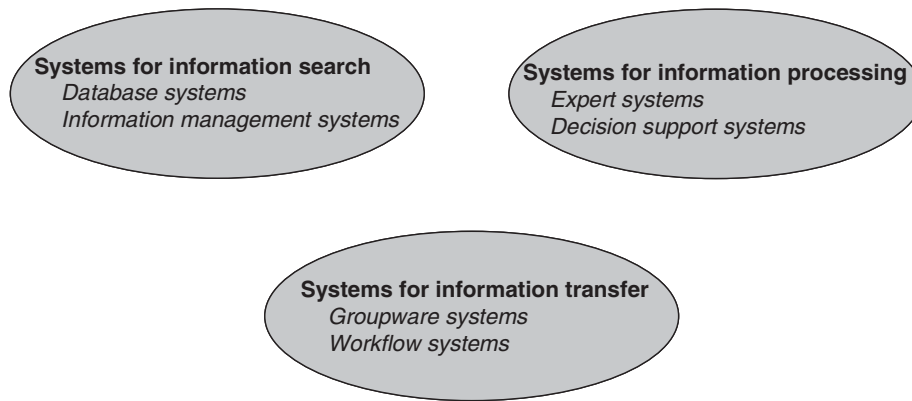 Systems for information search
Database systems
Information management systems
Systems for information processing
Expert systems
Decision support systems
Systems for information transfer
Groupware systems
Workflow systems